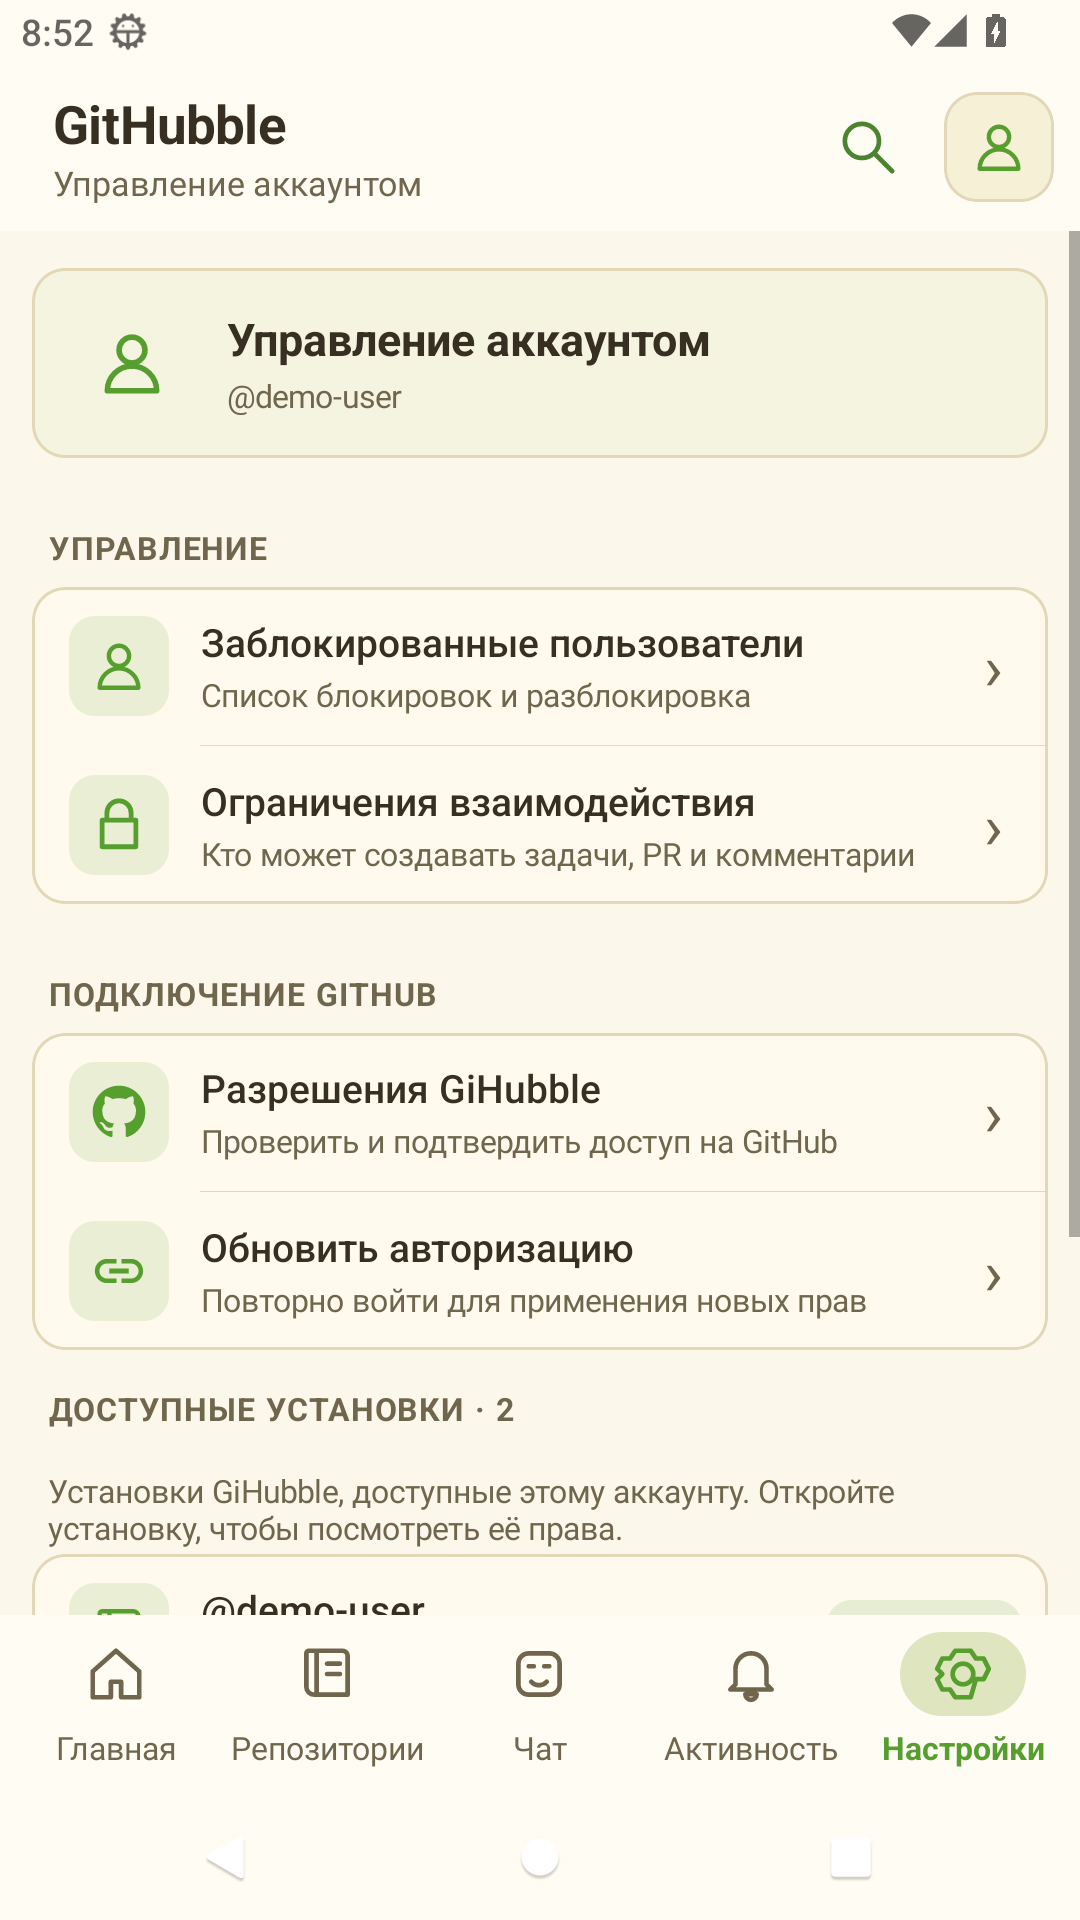 8:52
GitHubble
Управление аккаунтом
Управление аккаунтом
@demo-user
УПРАВЛЕНИЕ
Заблокированные пользователи
Список блокировок и разблокировка
Ограничения взаимодействия
Кто может создавать задачи, PR и комментарии
ПОДКЛЮЧЕНИЕ GITHUB
Разрешения GiHubble
Проверить и подтвердить доступ на GitHub
Обновить авторизацию
Повторно войти для применения новых прав
ДОСТУПНЫЕ УСТАНОВКИ · 2
Установки GiHubble, доступные этому аккаунту. Откройте
установку, чтобы посмотреть её права.
@demo-user
Главная
Репозитории
Чат
Активность
Настройки